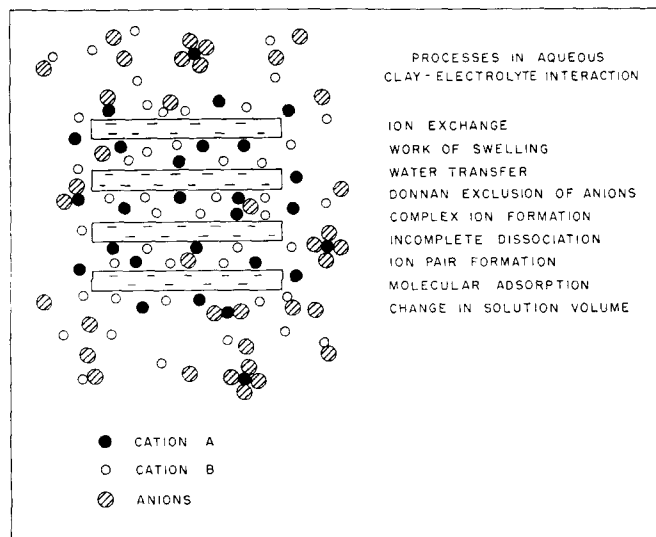 PROCESSES IN AQUEOUS
CLAY-ELECTROLYTE INTERACTION
ION EXCHANGE
WORK OF SWELLING
WATER TRANSFER
DONNAN EXCLUSION OF ANIONS
COMPLEX ION FORMATION
INCOMPLETE DISSOCIATION
ION PAIR FORMATION
MOLECULAR ADSORPTION
CHANGE IN SOLUTION VOLUME
CATION A
CATION B
ANIONS